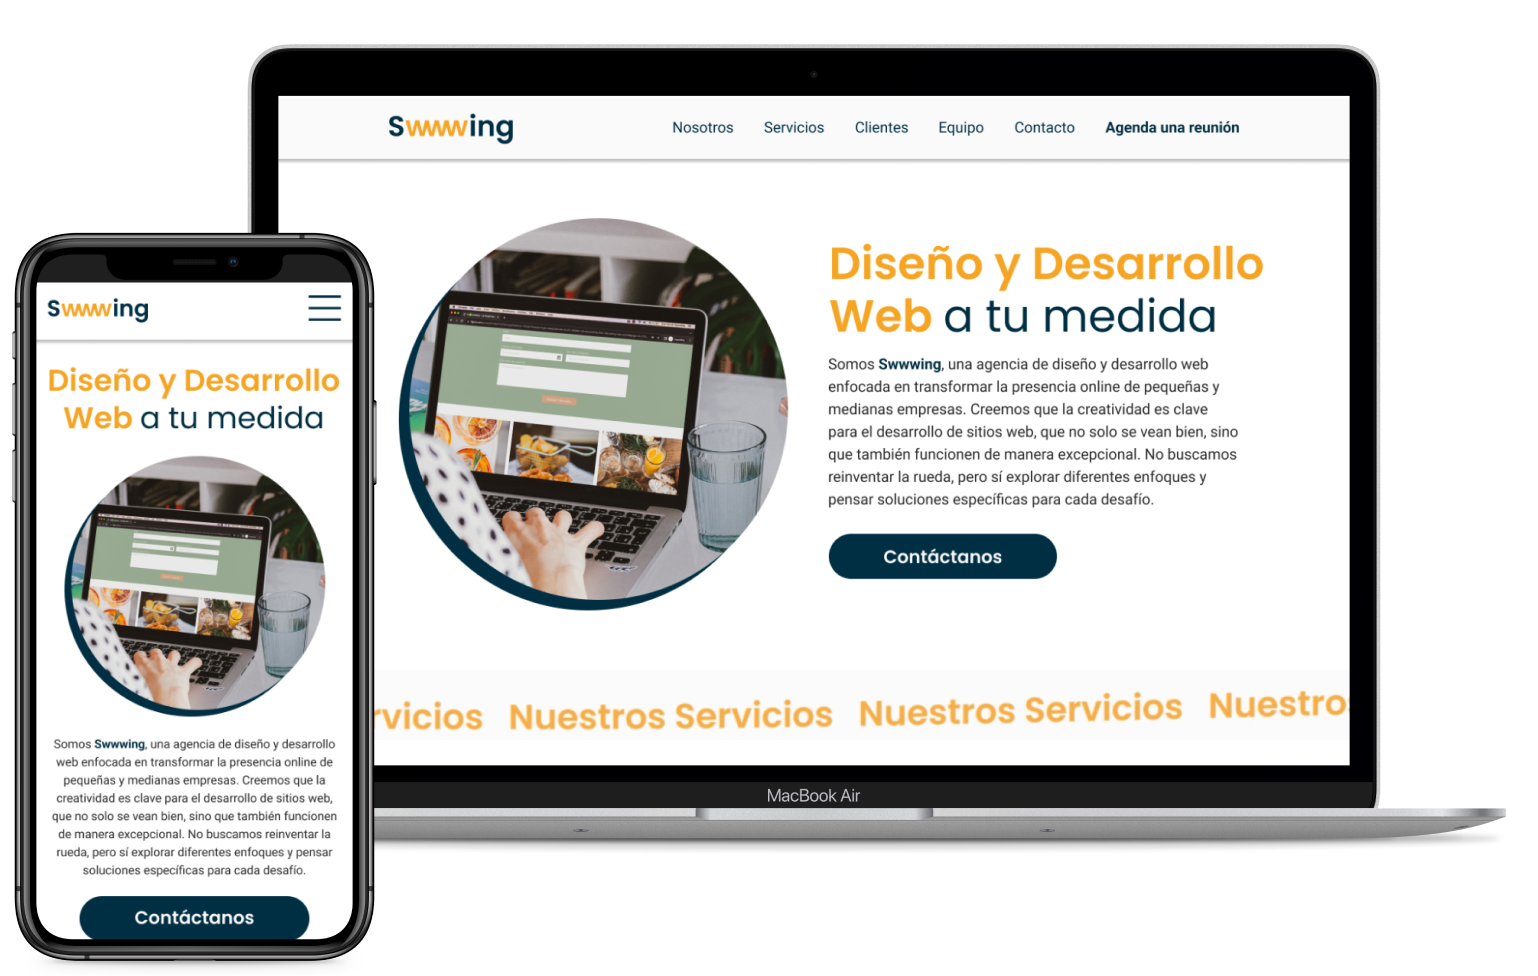 Swwwing
Nosotros Servicios Clientes Equipo Contacto Agenda una reunión
Diseño y Desarrollo
Web a tu medida
Somos Swwwing, una agencia de diseño y desarrollo web
enfocada en transformar la presencia online de pequeñas y
medianas empresas. Creemos que la creatividad es clave
para el desarrollo de sitios web, que no solo se vean bien, sino
que también funcionen de manera excepcional. No buscamos
reinventar la rueda, pero sí explorar diferentes enfoques y
pensar soluciones específicas para cada desafío.
Contáctanos
rvicios Nuestros Servicios Nuestros Servicios Nuestros
MacBook Air
Swwwing
Diseño y Desarrollo
Web a tu medida
Somos Swwwing, una agencia de diseño y desarrollo
web enfocada en transformar la presencia online de
pequeñas y medianas empresas. Creemos que la
creatividad es clave para el desarrollo de sitios web,
que no solo se vean bien, sino que también funcionen
de manera excepcional. No buscamos reinventar la
rueda, pero sí explorar diferentes enfoques y pensar
soluciones específicas para cada desafío.
Contáctanos